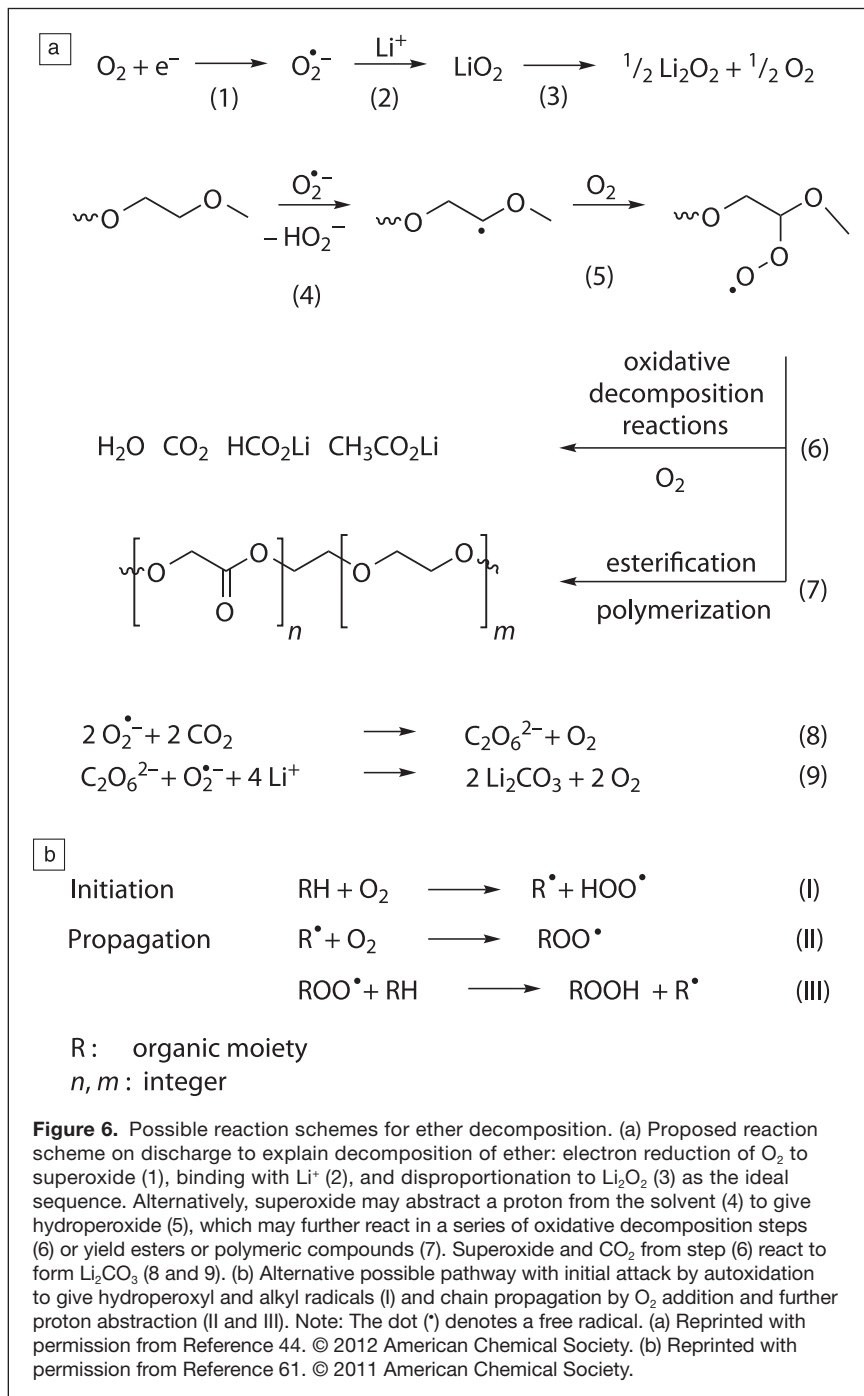 a
O₂ + e⁻ ⟶ (1) O₂•⁻ ⟶ Li⁺ (2) LiO₂ ⟶ (3) ¹/₂ Li₂O₂ + ¹/₂ O₂
O O O₂•⁻ – HO₂⁻ (4) O O • O₂ (5) O O O •O
oxidative
decomposition
reactions
H₂O CO₂ HCO₂Li CH₃CO₂Li O₂ (6)
O O O n O O m esterification
polymerization (7)
2 O₂•⁻ + 2 CO₂ ⟶ C₂O₆²⁻ + O₂ (8)
C₂O₆²⁻ + O₂•⁻ + 4 Li⁺ ⟶ 2 Li₂CO₃ + 2 O₂ (9)
b
Initiation RH + O₂ ⟶ R• + HOO• (I)
Propagation R• + O₂ ⟶ ROO• (II)
ROO• + RH ⟶ ROOH + R• (III)
R : organic moiety
n, m : integer
Figure 6. Possible reaction schemes for ether decomposition. (a) Proposed reaction
scheme on discharge to explain decomposition of ether: electron reduction of O₂ to
superoxide (1), binding with Li⁺ (2), and disproportionation to Li₂O₂ (3) as the ideal
sequence. Alternatively, superoxide may abstract a proton from the solvent (4) to give
hydroperoxide (5), which may further react in a series of oxidative decomposition steps
(6) or yield esters or polymeric compounds (7). Superoxide and CO₂ from step (6) react to
form Li₂CO₃ (8 and 9). (b) Alternative possible pathway with initial attack by autoxidation
to give hydroperoxyl and alkyl radicals (I) and chain propagation by O₂ addition and further
proton abstraction (II and III). Note: The dot (•) denotes a free radical. (a) Reprinted with
permission from Reference 44. © 2012 American Chemical Society. (b) Reprinted with
permission from Reference 61. © 2011 American Chemical Society.